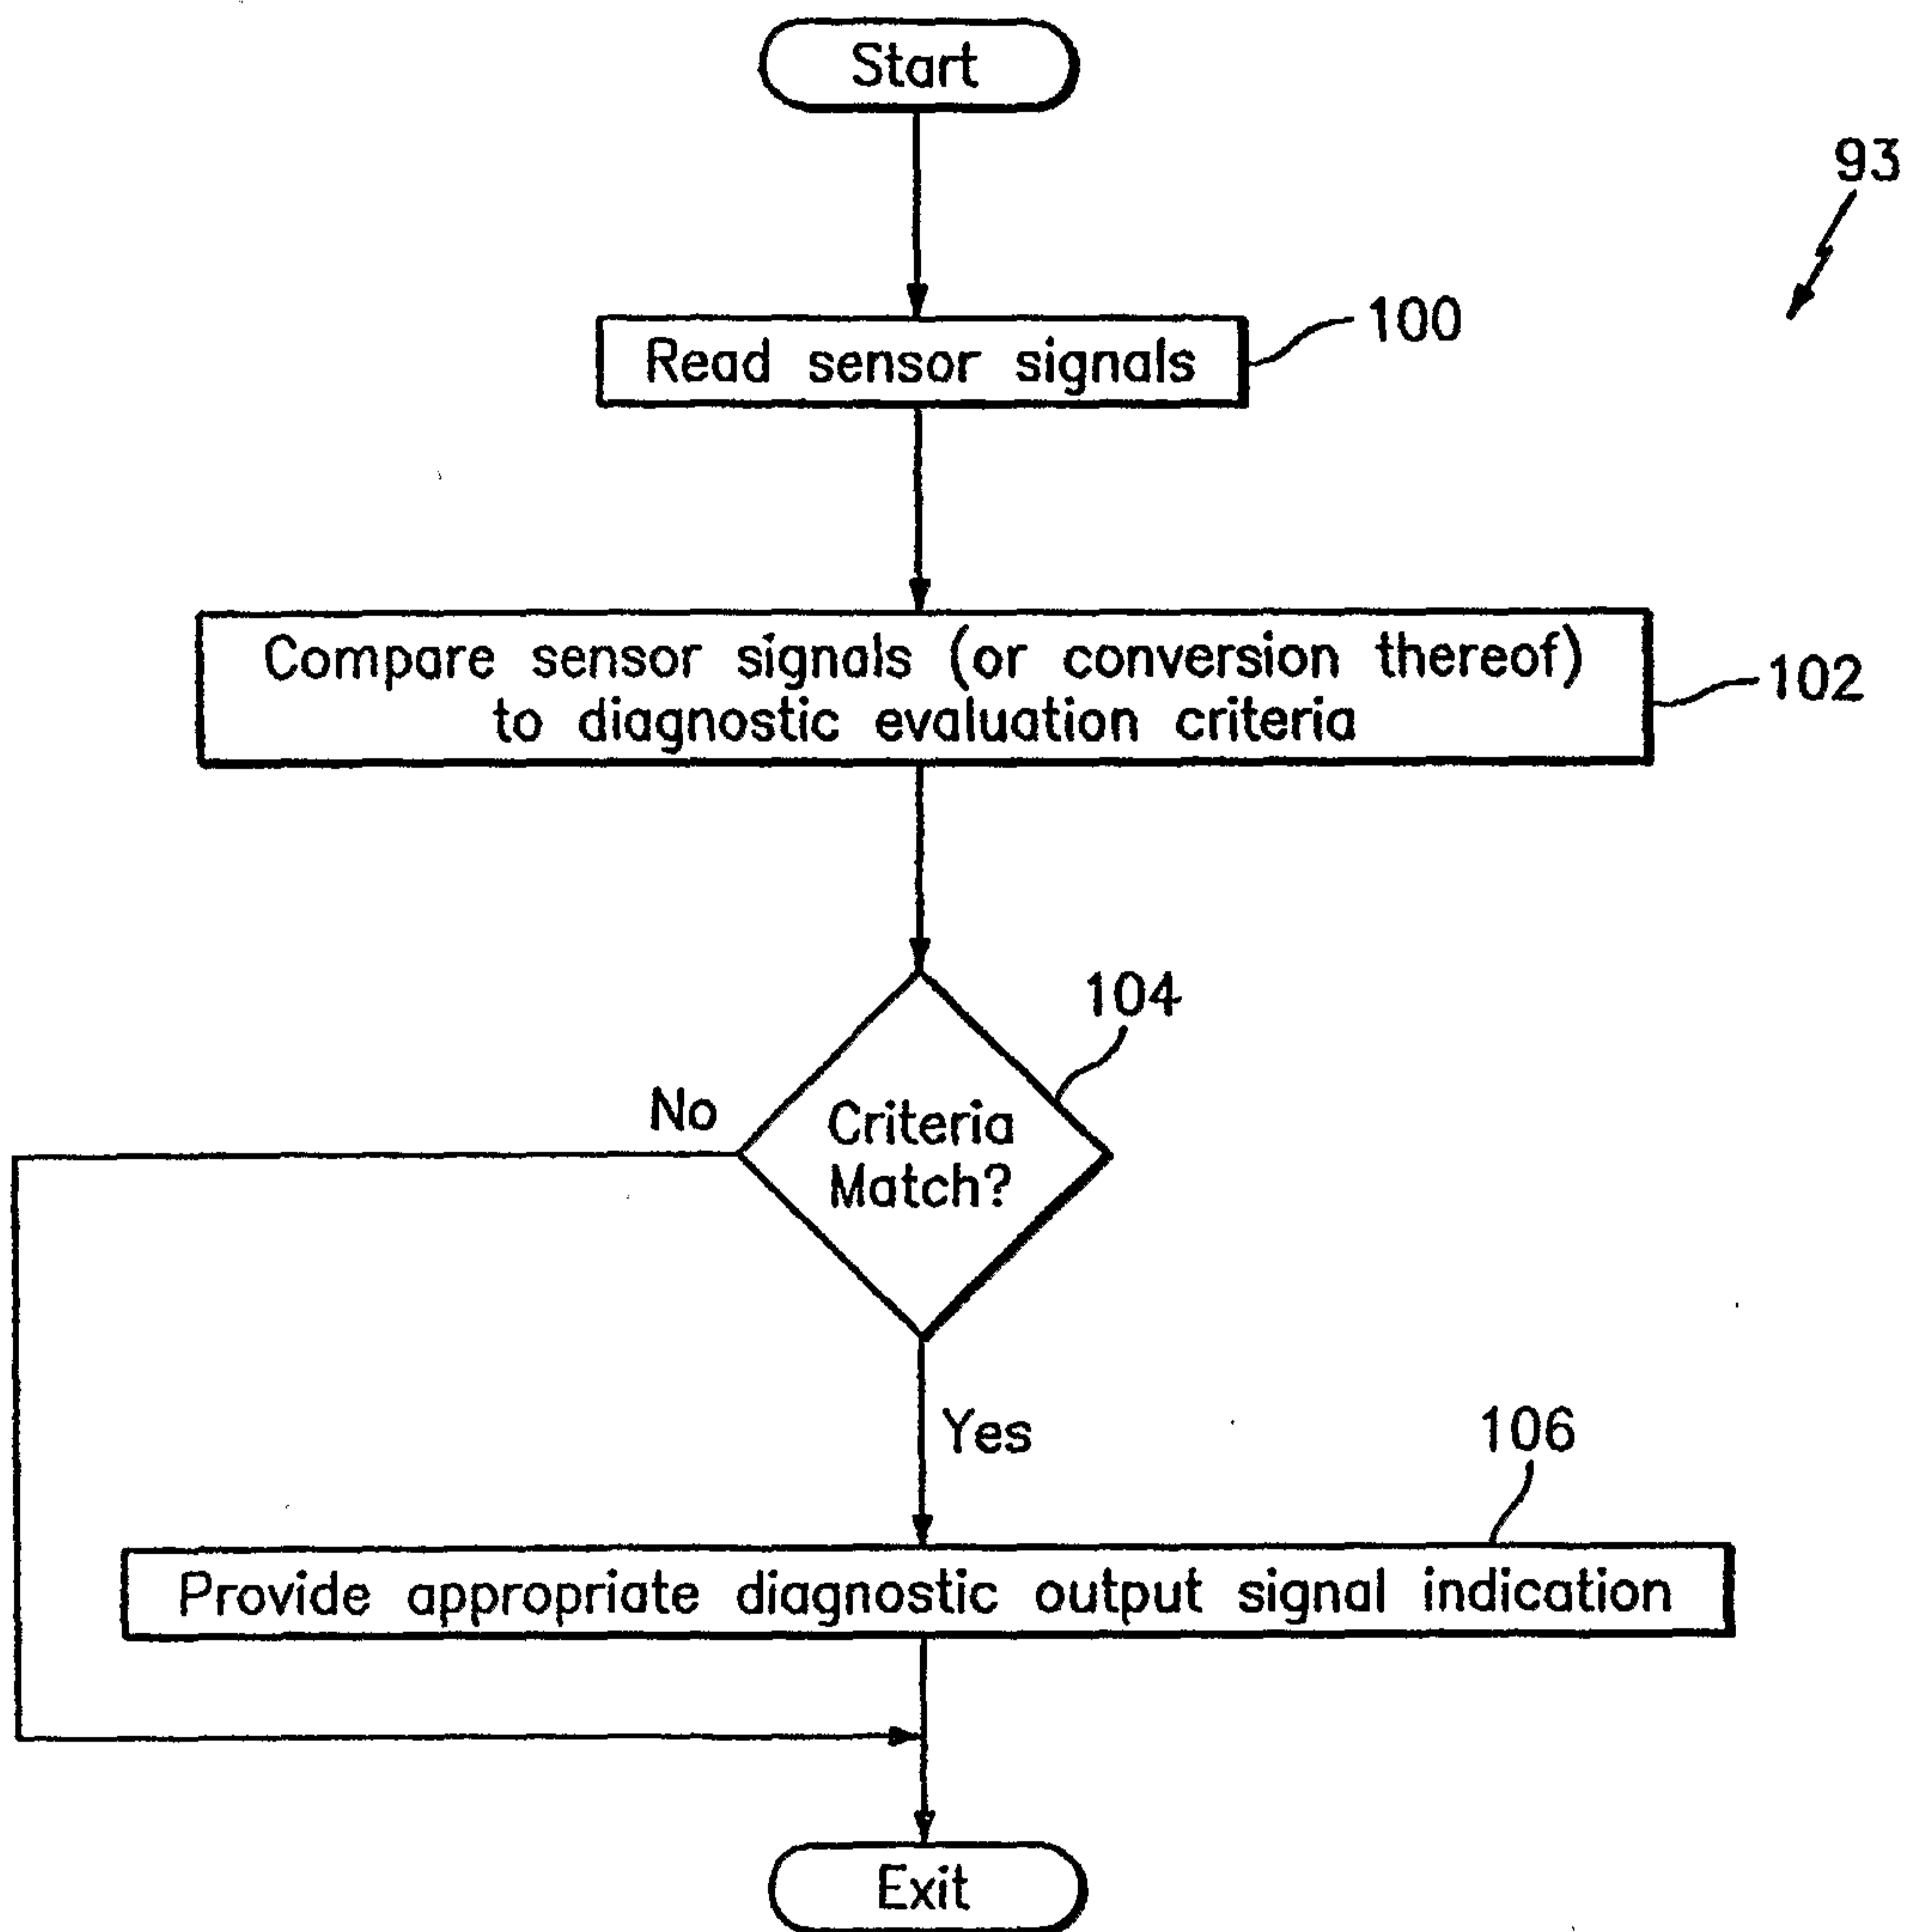 Start
93
Read sensor signals
100
Compare sensor signals (or conversion thereof)
to diagnostic evaluation criteria
102
104
No
Criteria
Match?
Yes
106
Provide appropriate diagnostic output signal indication
Exit